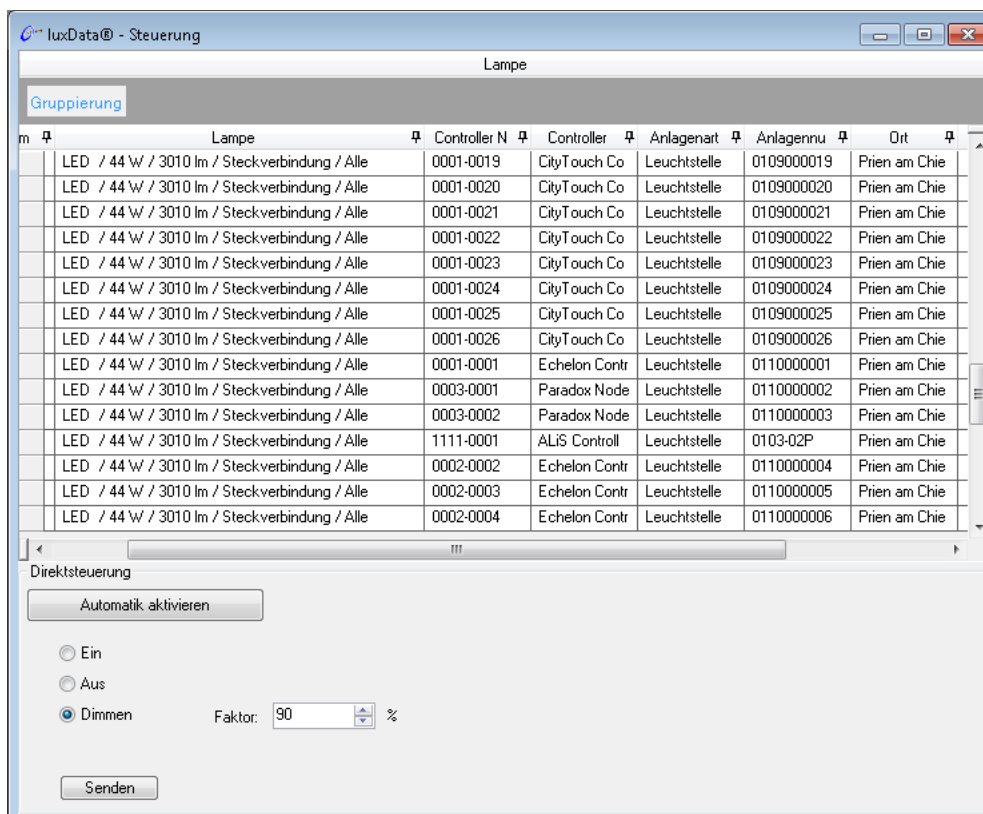 luxData® - Steuerung
Lampe
Gruppierung
m Lampe Controller N Controller Anlagenart Anlagennu Ort
LED / 44 W / 3010 lm / Steckverbindung / Alle 0001-0019 CityTouch Co Leuchtstelle 0109000019 Prien am Chie
LED / 44 W / 3010 lm / Steckverbindung / Alle 0001-0020 CityTouch Co Leuchtstelle 0109000020 Prien am Chie
LED / 44 W / 3010 lm / Steckverbindung / Alle 0001-0021 CityTouch Co Leuchtstelle 0109000021 Prien am Chie
LED / 44 W / 3010 lm / Steckverbindung / Alle 0001-0022 CityTouch Co Leuchtstelle 0109000022 Prien am Chie
LED / 44 W / 3010 lm / Steckverbindung / Alle 0001-0023 CityTouch Co Leuchtstelle 0109000023 Prien am Chie
LED / 44 W / 3010 lm / Steckverbindung / Alle 0001-0024 CityTouch Co Leuchtstelle 0109000024 Prien am Chie
LED / 44 W / 3010 lm / Steckverbindung / Alle 0001-0025 CityTouch Co Leuchtstelle 0109000025 Prien am Chie
LED / 44 W / 3010 lm / Steckverbindung / Alle 0001-0026 CityTouch Co Leuchtstelle 0109000026 Prien am Chie
LED / 44 W / 3010 lm / Steckverbindung / Alle 0001-0001 Echelon Contr Leuchtstelle 0110000001 Prien am Chie
LED / 44 W / 3010 lm / Steckverbindung / Alle 0003-0001 Paradox Node Leuchtstelle 0110000002 Prien am Chie
LED / 44 W / 3010 lm / Steckverbindung / Alle 0003-0002 Paradox Node Leuchtstelle 0110000003 Prien am Chie
LED / 44 W / 3010 lm / Steckverbindung / Alle 1111-0001 ALiS Controll Leuchtstelle 0103-02P Prien am Chie
LED / 44 W / 3010 lm / Steckverbindung / Alle 0002-0002 Echelon Contr Leuchtstelle 0110000004 Prien am Chie
LED / 44 W / 3010 lm / Steckverbindung / Alle 0002-0003 Echelon Contr Leuchtstelle 0110000005 Prien am Chie
LED / 44 W / 3010 lm / Steckverbindung / Alle 0002-0004 Echelon Contr Leuchtstelle 0110000006 Prien am Chie
Direktsteuerung
Automatik aktivieren
Ein
Aus
Dimmen Faktor: 90 %
Senden